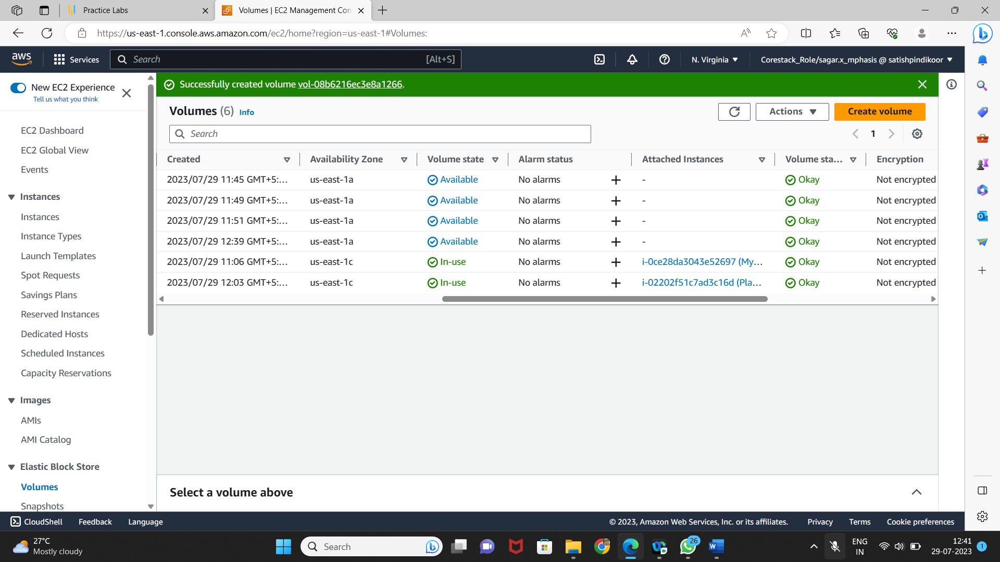 Practice Labs
Volumes | EC2 Management Con
https://us-east-1.console.aws.amazon.com/ec2/home?region=us-east-1#Volumes:
aws
Services
Search
[Alt+S]
N. Virginia
Corestack_Role/sagar.x_mphasis @ satishpindikoor
New EC2 Experience
Tell us what you think
EC2 Dashboard
EC2 Global View
Events
Instances
Instances
Instance Types
Launch Templates
Spot Requests
Savings Plans
Reserved Instances
Dedicated Hosts
Scheduled Instances
Capacity Reservations
Images
AMIs
AMI Catalog
Elastic Block Store
Volumes
Snapshots
Successfully created volume vol-08b6216ec3e8a1266.
Volumes (6) Info
Actions
Create volume
Search
1
Created Availability Zone Volume state Alarm status Attached Instances Volume sta... Encryption
2023/07/29 11:45 GMT+5:... us-east-1a Available No alarms + - Okay Not encrypted
2023/07/29 11:49 GMT+5:... us-east-1a Available No alarms + - Okay Not encrypted
2023/07/29 11:51 GMT+5:... us-east-1a Available No alarms + - Okay Not encrypted
2023/07/29 12:39 GMT+5:... us-east-1a Available No alarms + - Okay Not encrypted
2023/07/29 11:06 GMT+5:... us-east-1c In-use No alarms + i-0ce28da3043e52697 (My... Okay Not encrypted
2023/07/29 12:03 GMT+5:... us-east-1c In-use No alarms + i-02202f51c7ad3c16d (Pla... Okay Not encrypted
Select a volume above
CloudShell Feedback Language
© 2023, Amazon Web Services, Inc. or its affiliates. Privacy Terms Cookie preferences
27°C
Mostly cloudy
Search
26
ENG
IN
12:41
29-07-2023
1